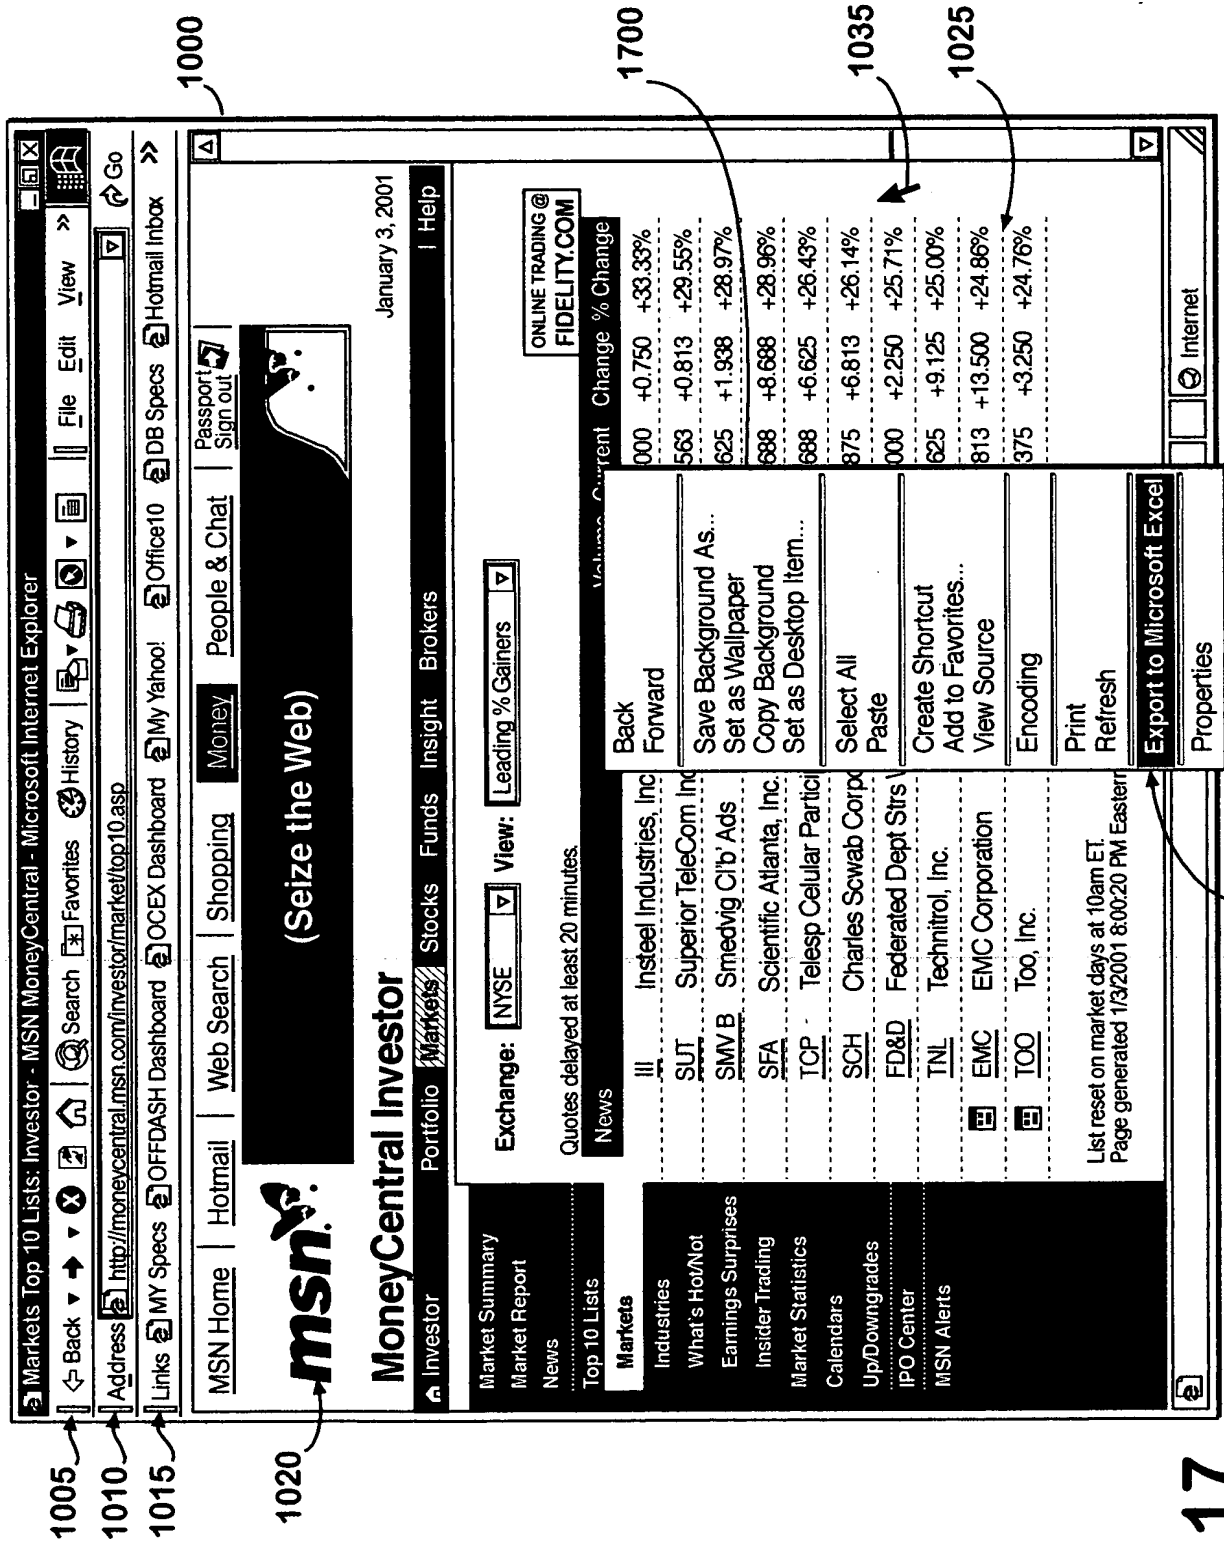 1000
1005
1010
1015
1020
1700
1035
1025
Markets Top 10 Lists: Investor - MSN MoneyCentral - Microsoft Internet Explorer
Back Search Favorites History File Edit View »
Address http://moneycentral.msn.com/investor/market/top10.asp Go
Links MY Specs OFFDASH Dashboard OCEX Dashboard My Yahoo! Office10 DB Specs Hotmail Inbox »
MSN Home | Hotmail | Web Search | Shopping | Money | People & Chat | Passport Sign out
msn (Seize the Web)
MoneyCentral Investor January 3, 2001
Investor Portfolio Markets Stocks Funds Insight Brokers | Help
Market Summary
Market Report
News
Top 10 Lists
Markets
Industries
What's Hot/Not
Earnings Surprises
Insider Trading
Market Statistics
Calendars
Up/Downgrades
IPO Center
MSN Alerts
Exchange: NYSE View: Leading % Gainers
ONLINE TRADING @
FIDELITY.COM
Quotes delayed at least 20 minutes.
News Volume Current Change % Change
III Insteel Industries, Inc 000 +0.750 +33.33%
SUT Superior TeleCom Inc 563 +0.813 +29.55%
SMV B Smedvig Cl'b' Ads 625 +1.938 +28.97%
SFA Scientific Atlanta, Inc. 688 +8.688 +28.96%
TCP Telesp Celular Partici 688 +6.625 +26.43%
SCH Charles Scwab Corpo 875 +6.813 +26.14%
FD&D Federated Dept Strs 000 +2.250 +25.71%
TNL Technitrol, Inc. 625 +9.125 +25.00%
EMC EMC Corporation 813 +13.500 +24.86%
TOO Too, Inc. 375 +3.250 +24.76%
List reset on market days at 10am ET.
Page generated 1/3/2001 8:00:20 PM Eastern
Back
Forward
Save Background As...
Set as Wallpaper
Copy Background
Set as Desktop Item...
Select All
Paste
Create Shortcut
Add to Favorites...
View Source
Encoding
Print
Refresh
Export to Microsoft Excel
Properties
Internet
17